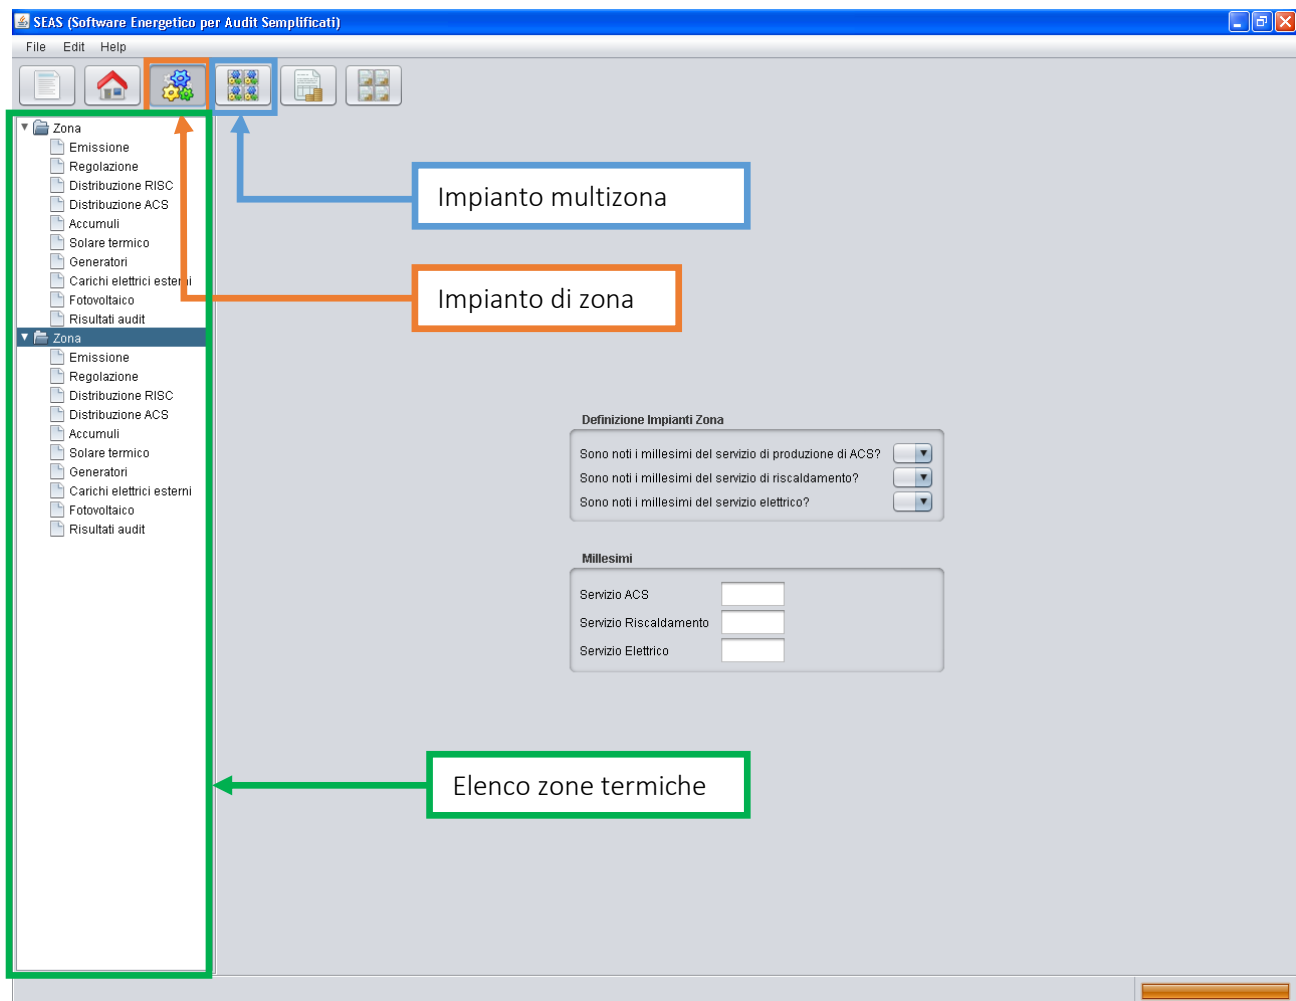 SEAS (Software Energetico per Audit Semplificati)
File Edit Help
Zona
Emissione
Regolazione
Distribuzione RISC
Distribuzione ACS
Accumuli
Solare termico
Generatori
Carichi elettrici esterni
Fotovoltaico
Risultati audit
Zona
Emissione
Regolazione
Distribuzione RISC
Distribuzione ACS
Accumuli
Solare termico
Generatori
Carichi elettrici esterni
Fotovoltaico
Risultati audit
Impianto multizona
Impianto di zona
Definizione Impianti Zona
Sono noti i millesimi del servizio di produzione di ACS?
Sono noti i millesimi del servizio di riscaldamento?
Sono noti i millesimi del servizio elettrico?
Millesimi
Servizio ACS
Servizio Riscaldamento
Servizio Elettrico
Elenco zone termiche